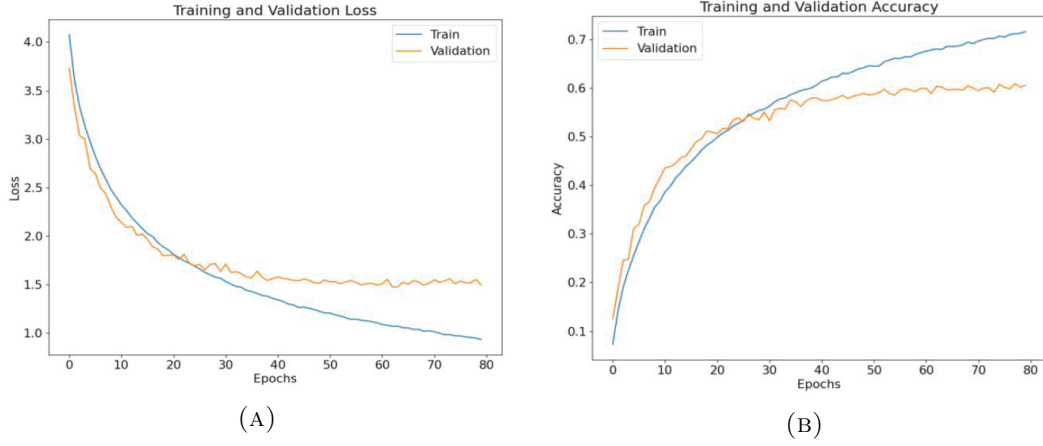 Training and Validation Loss
Train
Validation
4.0
3.5
3.0
2.5
2.0
1.5
1.0
Loss
0 10 20 30 40 50 60 70 80
Epochs
(A)
Training and Validation Accuracy
Train
Validation
0.7
0.6
0.5
0.4
0.3
0.2
0.1
Accuracy
0 10 20 30 40 50 60 70 80
Epochs
(B)